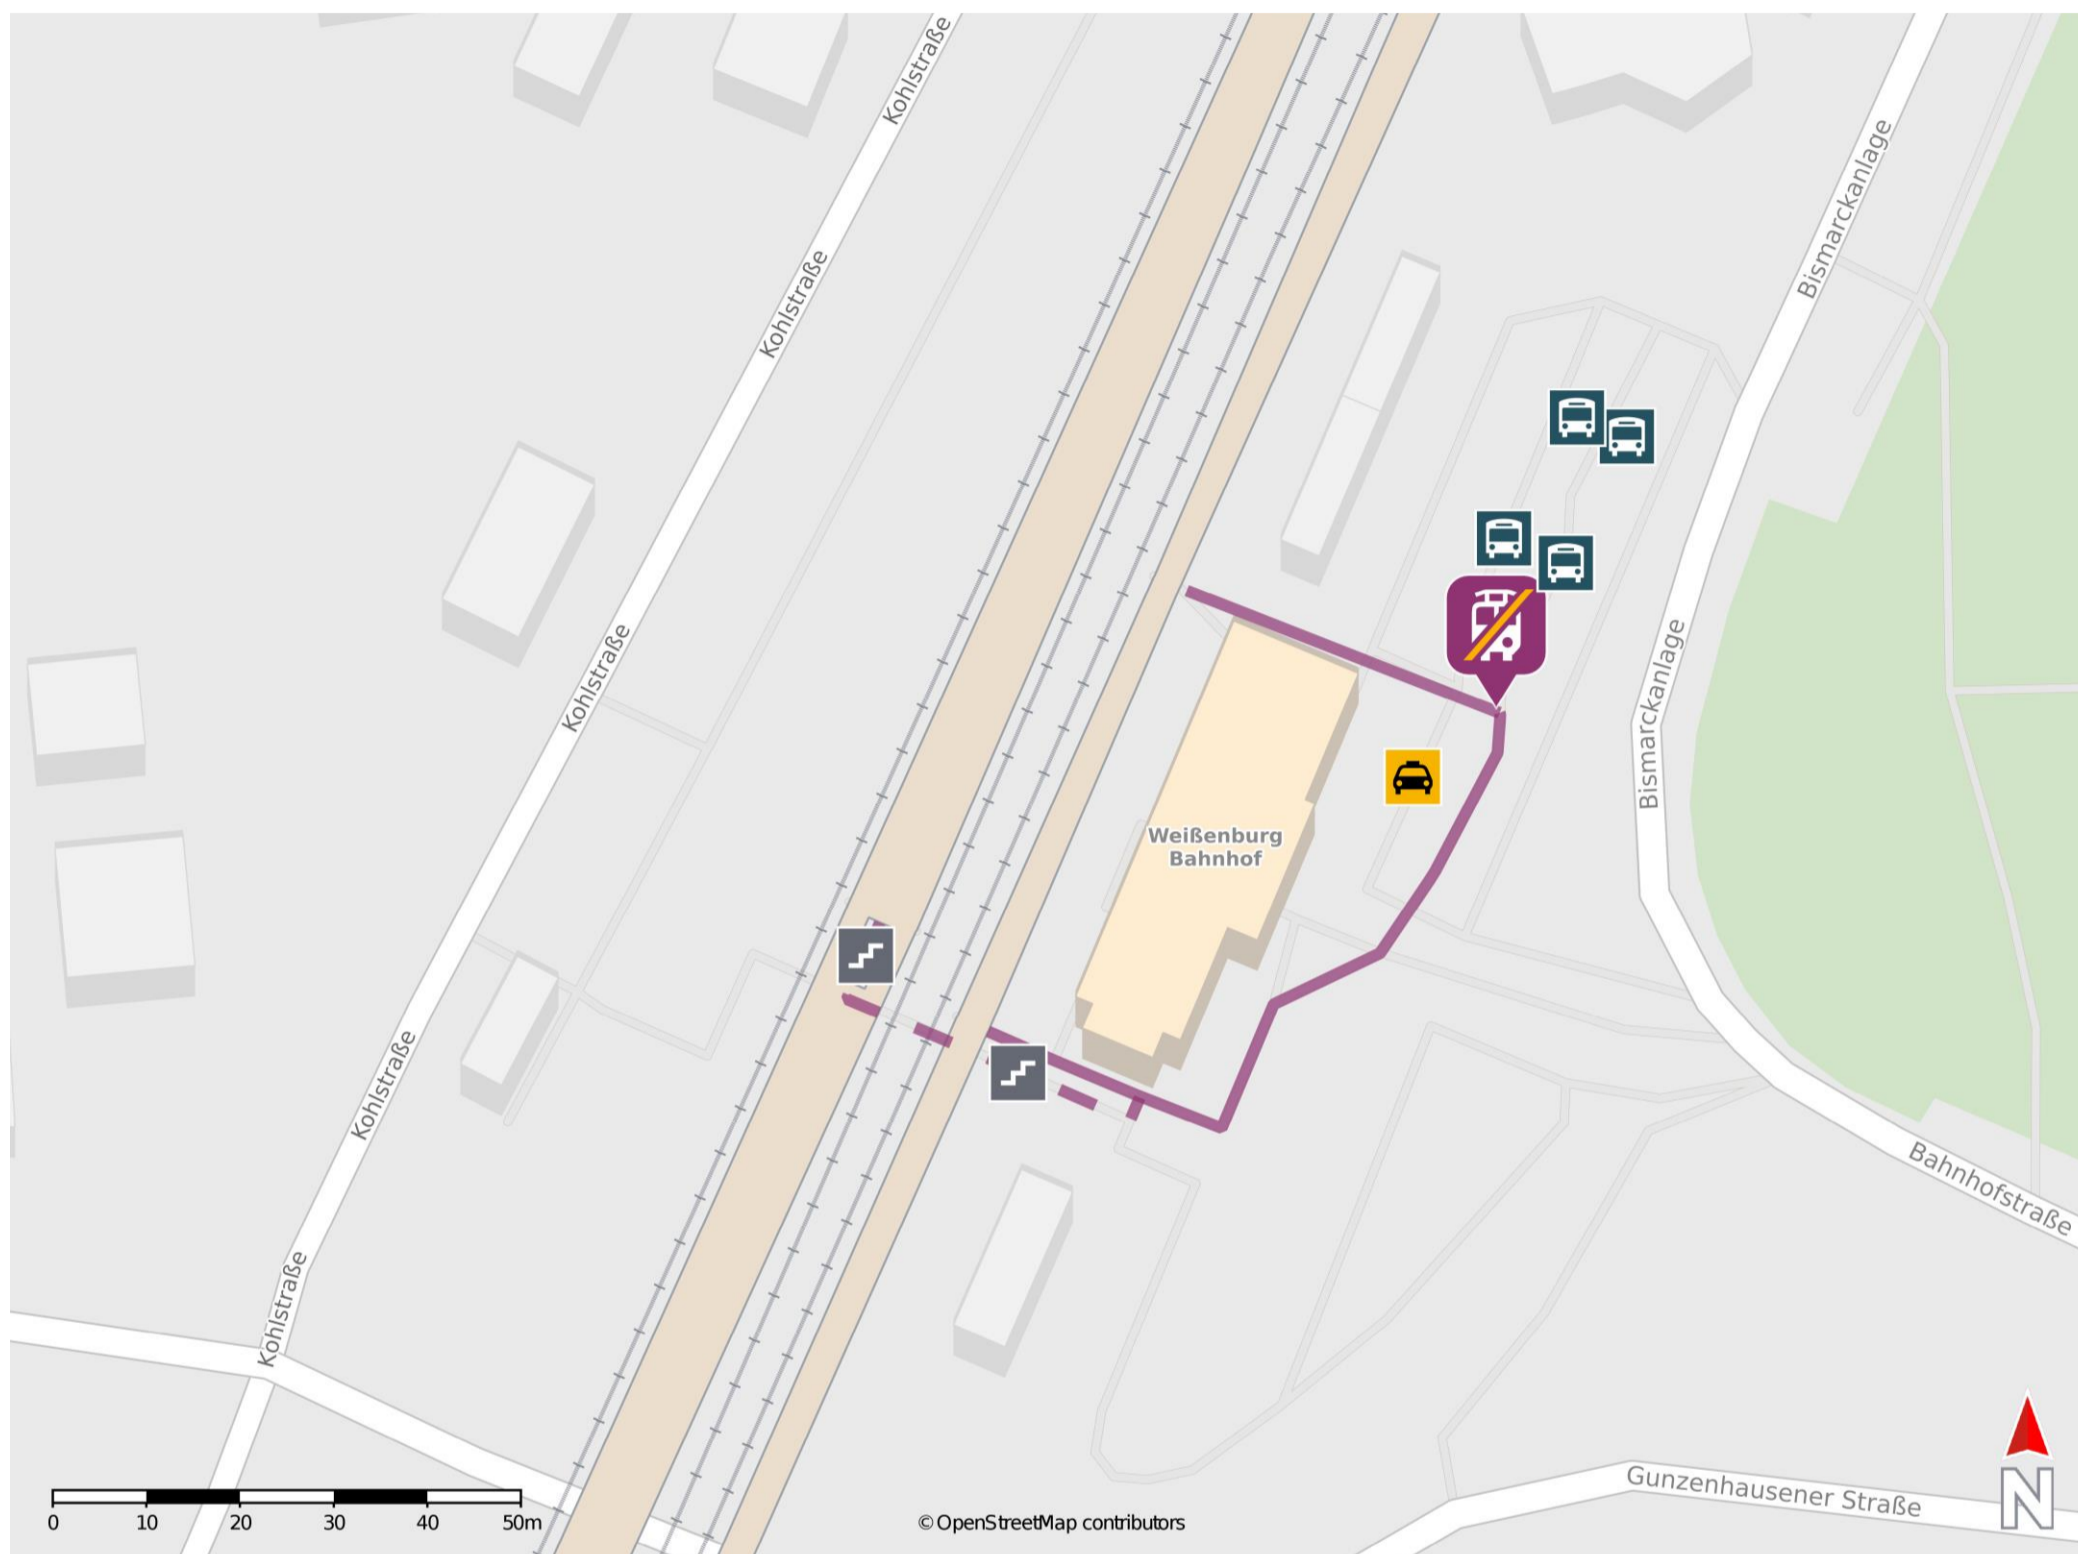 Kohlstraße
Bismarckanlage
Kohlstraße
Kohlstraße
Bismarckanlage
Weißenburg
Bahnhof
Kohlstraße
Bahnhofstraße
Kohlstraße
Gunzenhausener Straße
N
0 10 20 30 40 50m
© OpenStreetMap contributors